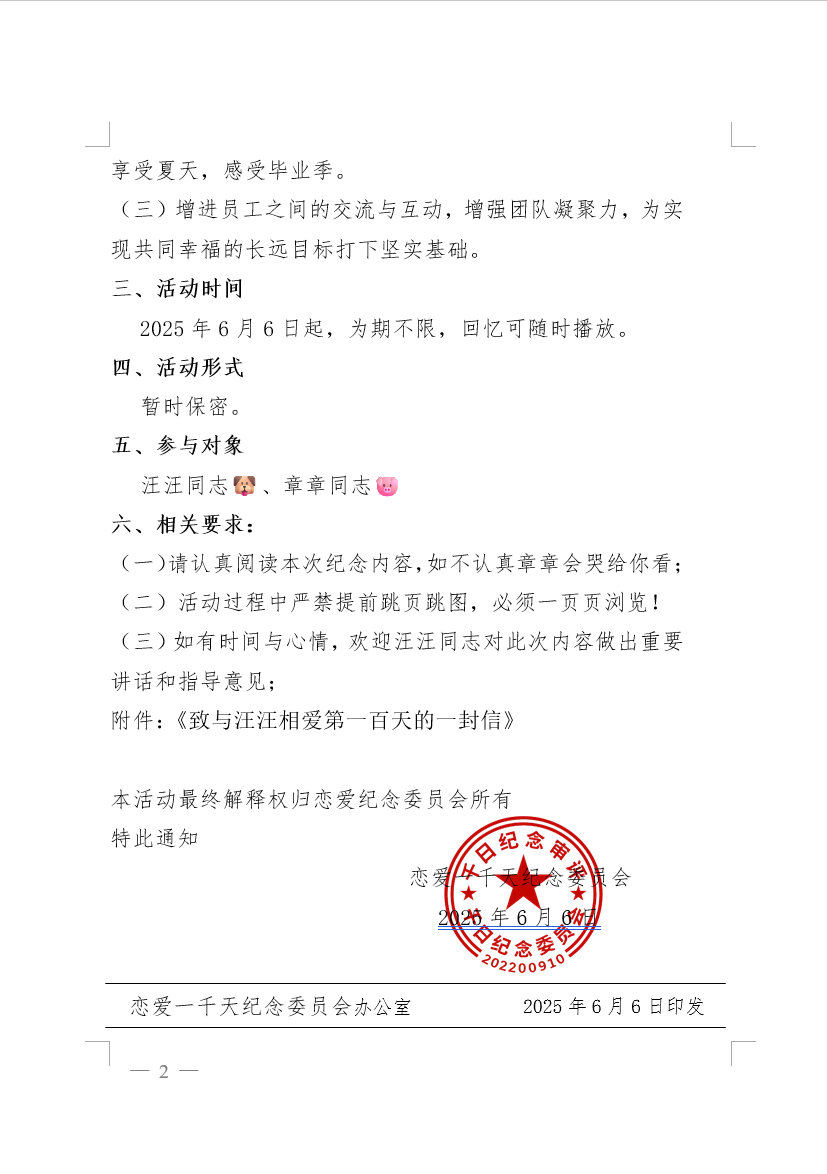 享受夏天，感受毕业季。
（三）增进员工之间的交流与互动，增强团队凝聚力，为实
现共同幸福的长远目标打下坚实基础。
三、活动时间
2025 年 6 月 6 日起，为期不限，回忆可随时播放。
四、活动形式
暂时保密。
五、参与对象
汪汪同志🐶、章章同志🐷
六、相关要求：
（一）请认真阅读本次纪念内容，如不认真章章会哭给你看；
（二）活动过程中严禁提前跳页跳图，必须一页页浏览！
（三）如有时间与心情，欢迎汪汪同志对此次内容做出重要
讲话和指导意见；
附件：《致与汪汪相爱第一百天的一封信》
本活动最终解释权归恋爱纪念委员会所有
特此通知
千日纪念审评
恋爱一千天纪念委员会
2025 年 6 月 6 日
千日纪念委员会
202200910
恋爱一千天纪念委员会办公室 2025 年 6 月 6 日印发
— 2 —